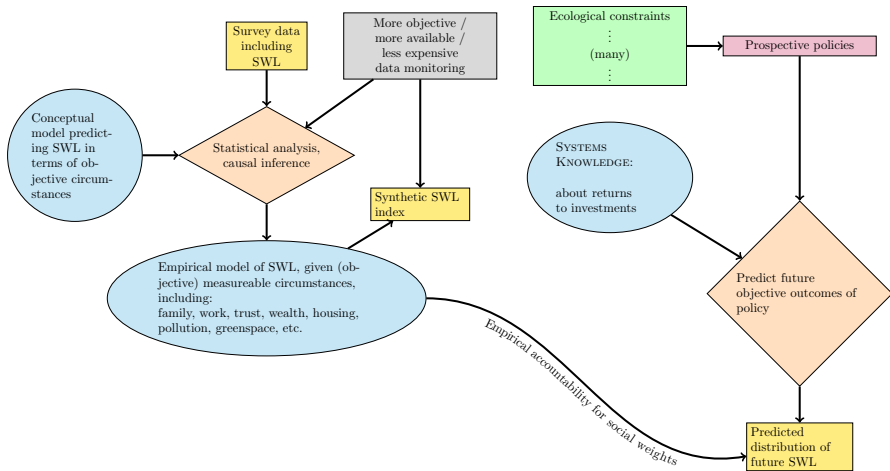 Survey data
including
SWL
More objective /
more available /
less expensive
data monitoring
Ecological constraints
⋮
(many)
⋮
Prospective policies
Conceptual
model predict-
ing SWL in
terms of ob-
jective circum-
stances
Statistical analysis,
causal inference
SYSTEMS
KNOWLEDGE:
about returns
to investments
Synthetic SWL
index
Empirical model of SWL, given (ob-
jective) measureable circumstances,
including:
family, work, trust, wealth, housing,
pollution, greenspace, etc.
Predict future
objective outcomes of
policy
Empirical accountability for social weights
Predicted
distribution of
future SWL